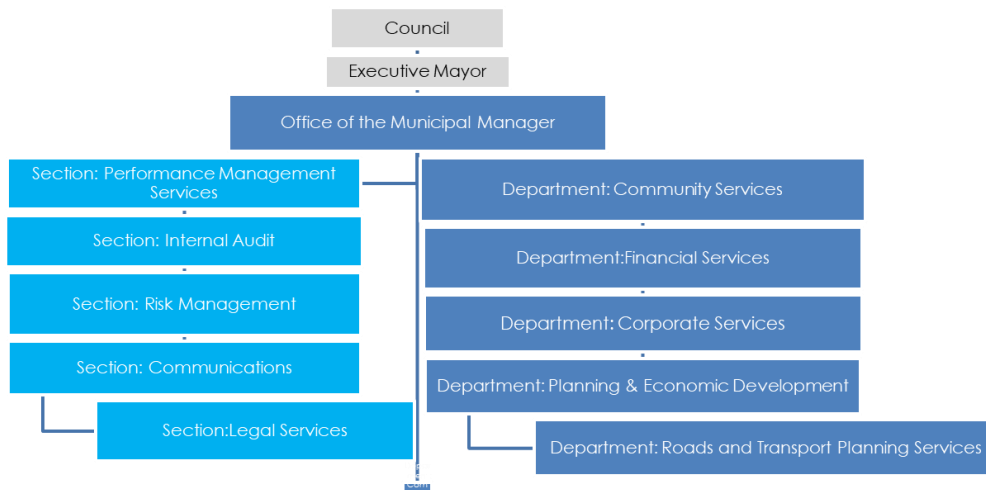 Council
Executive Mayor
Office of the Municipal Manager
Section: Performance Management
Services
Section: Internal Audit
Section: Risk Management
Section: Communications
Section:Legal Services
Department: Community Services
Department:Financial Services
Department: Corporate Services
Department: Planning & Economic Development
Department: Roads and Transport Planning Services